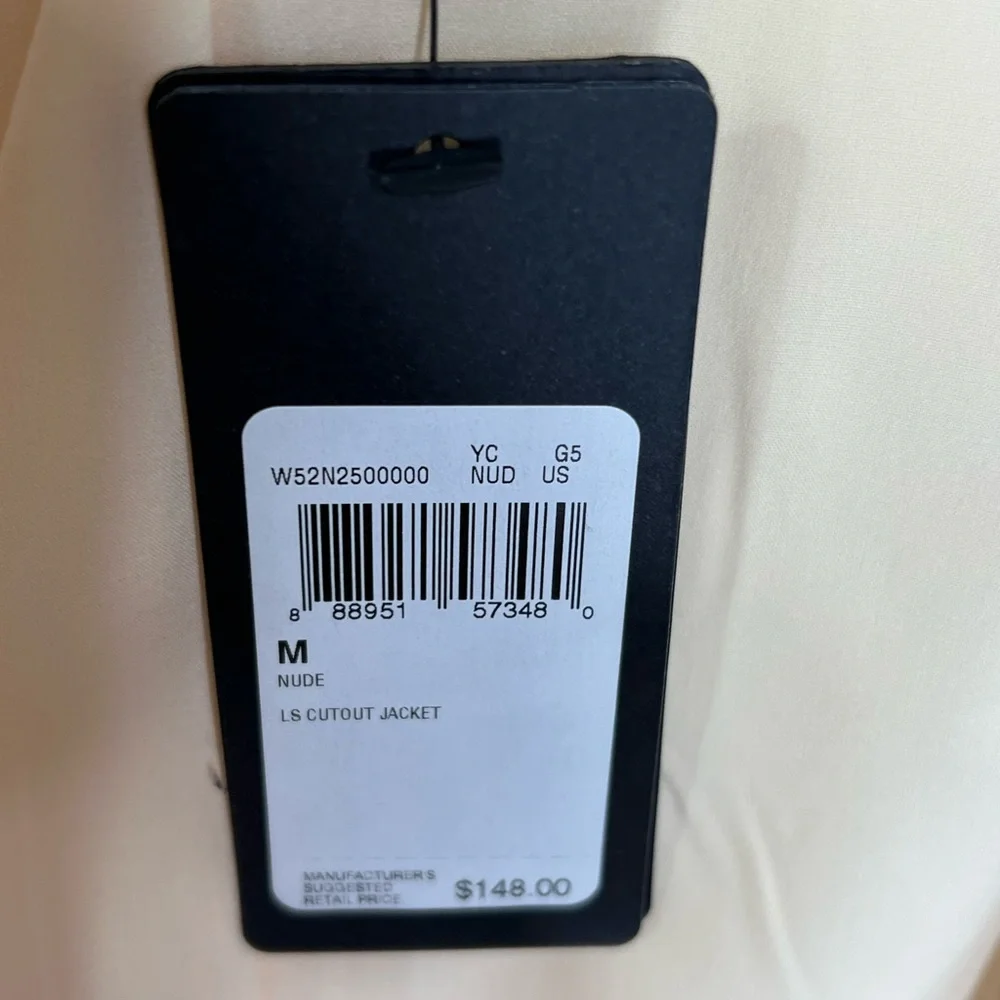 YC G5
W52N2500000 NUD US
8 88951 57348 0
M
NUDE
LS CUTOUT JACKET
MANUFACTURER'S
SUGGESTED
RETAIL PRICE $148.00